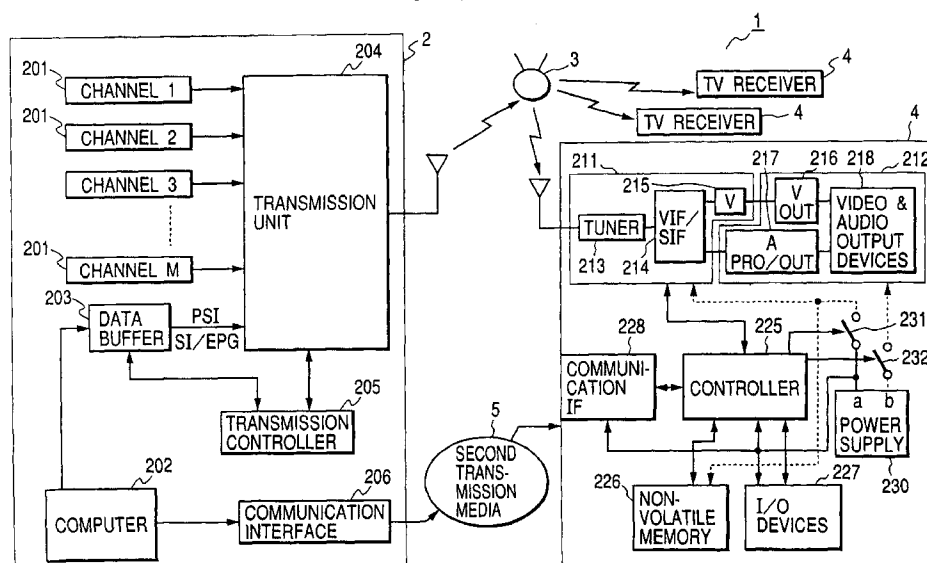 1
2
204
201
CHANNEL 1
201
CHANNEL 2
CHANNEL 3
201
CHANNEL M
TRANSMISSION
UNIT
203
DATA
BUFFER
PSI
SI/EPG
205
TRANSMISSION
CONTROLLER
202
COMPUTER
206
COMMUNICATION
INTERFACE
5
SECOND
TRANS-
MISSION
MEDIA
3
4
TV RECEIVER
4
TV RECEIVER
4
211
215
217
216
218
212
V
V
OUT
VIDEO &
AUDIO
OUTPUT
DEVICES
TUNER
213
VIF/
SIF
214
A
PRO/OUT
228
COMMUNI-
CATION
IF
225
CONTROLLER
231
232
a
b
POWER
SUPPLY
230
226
NON-
VOLATILE
MEMORY
227
I/O
DEVICES